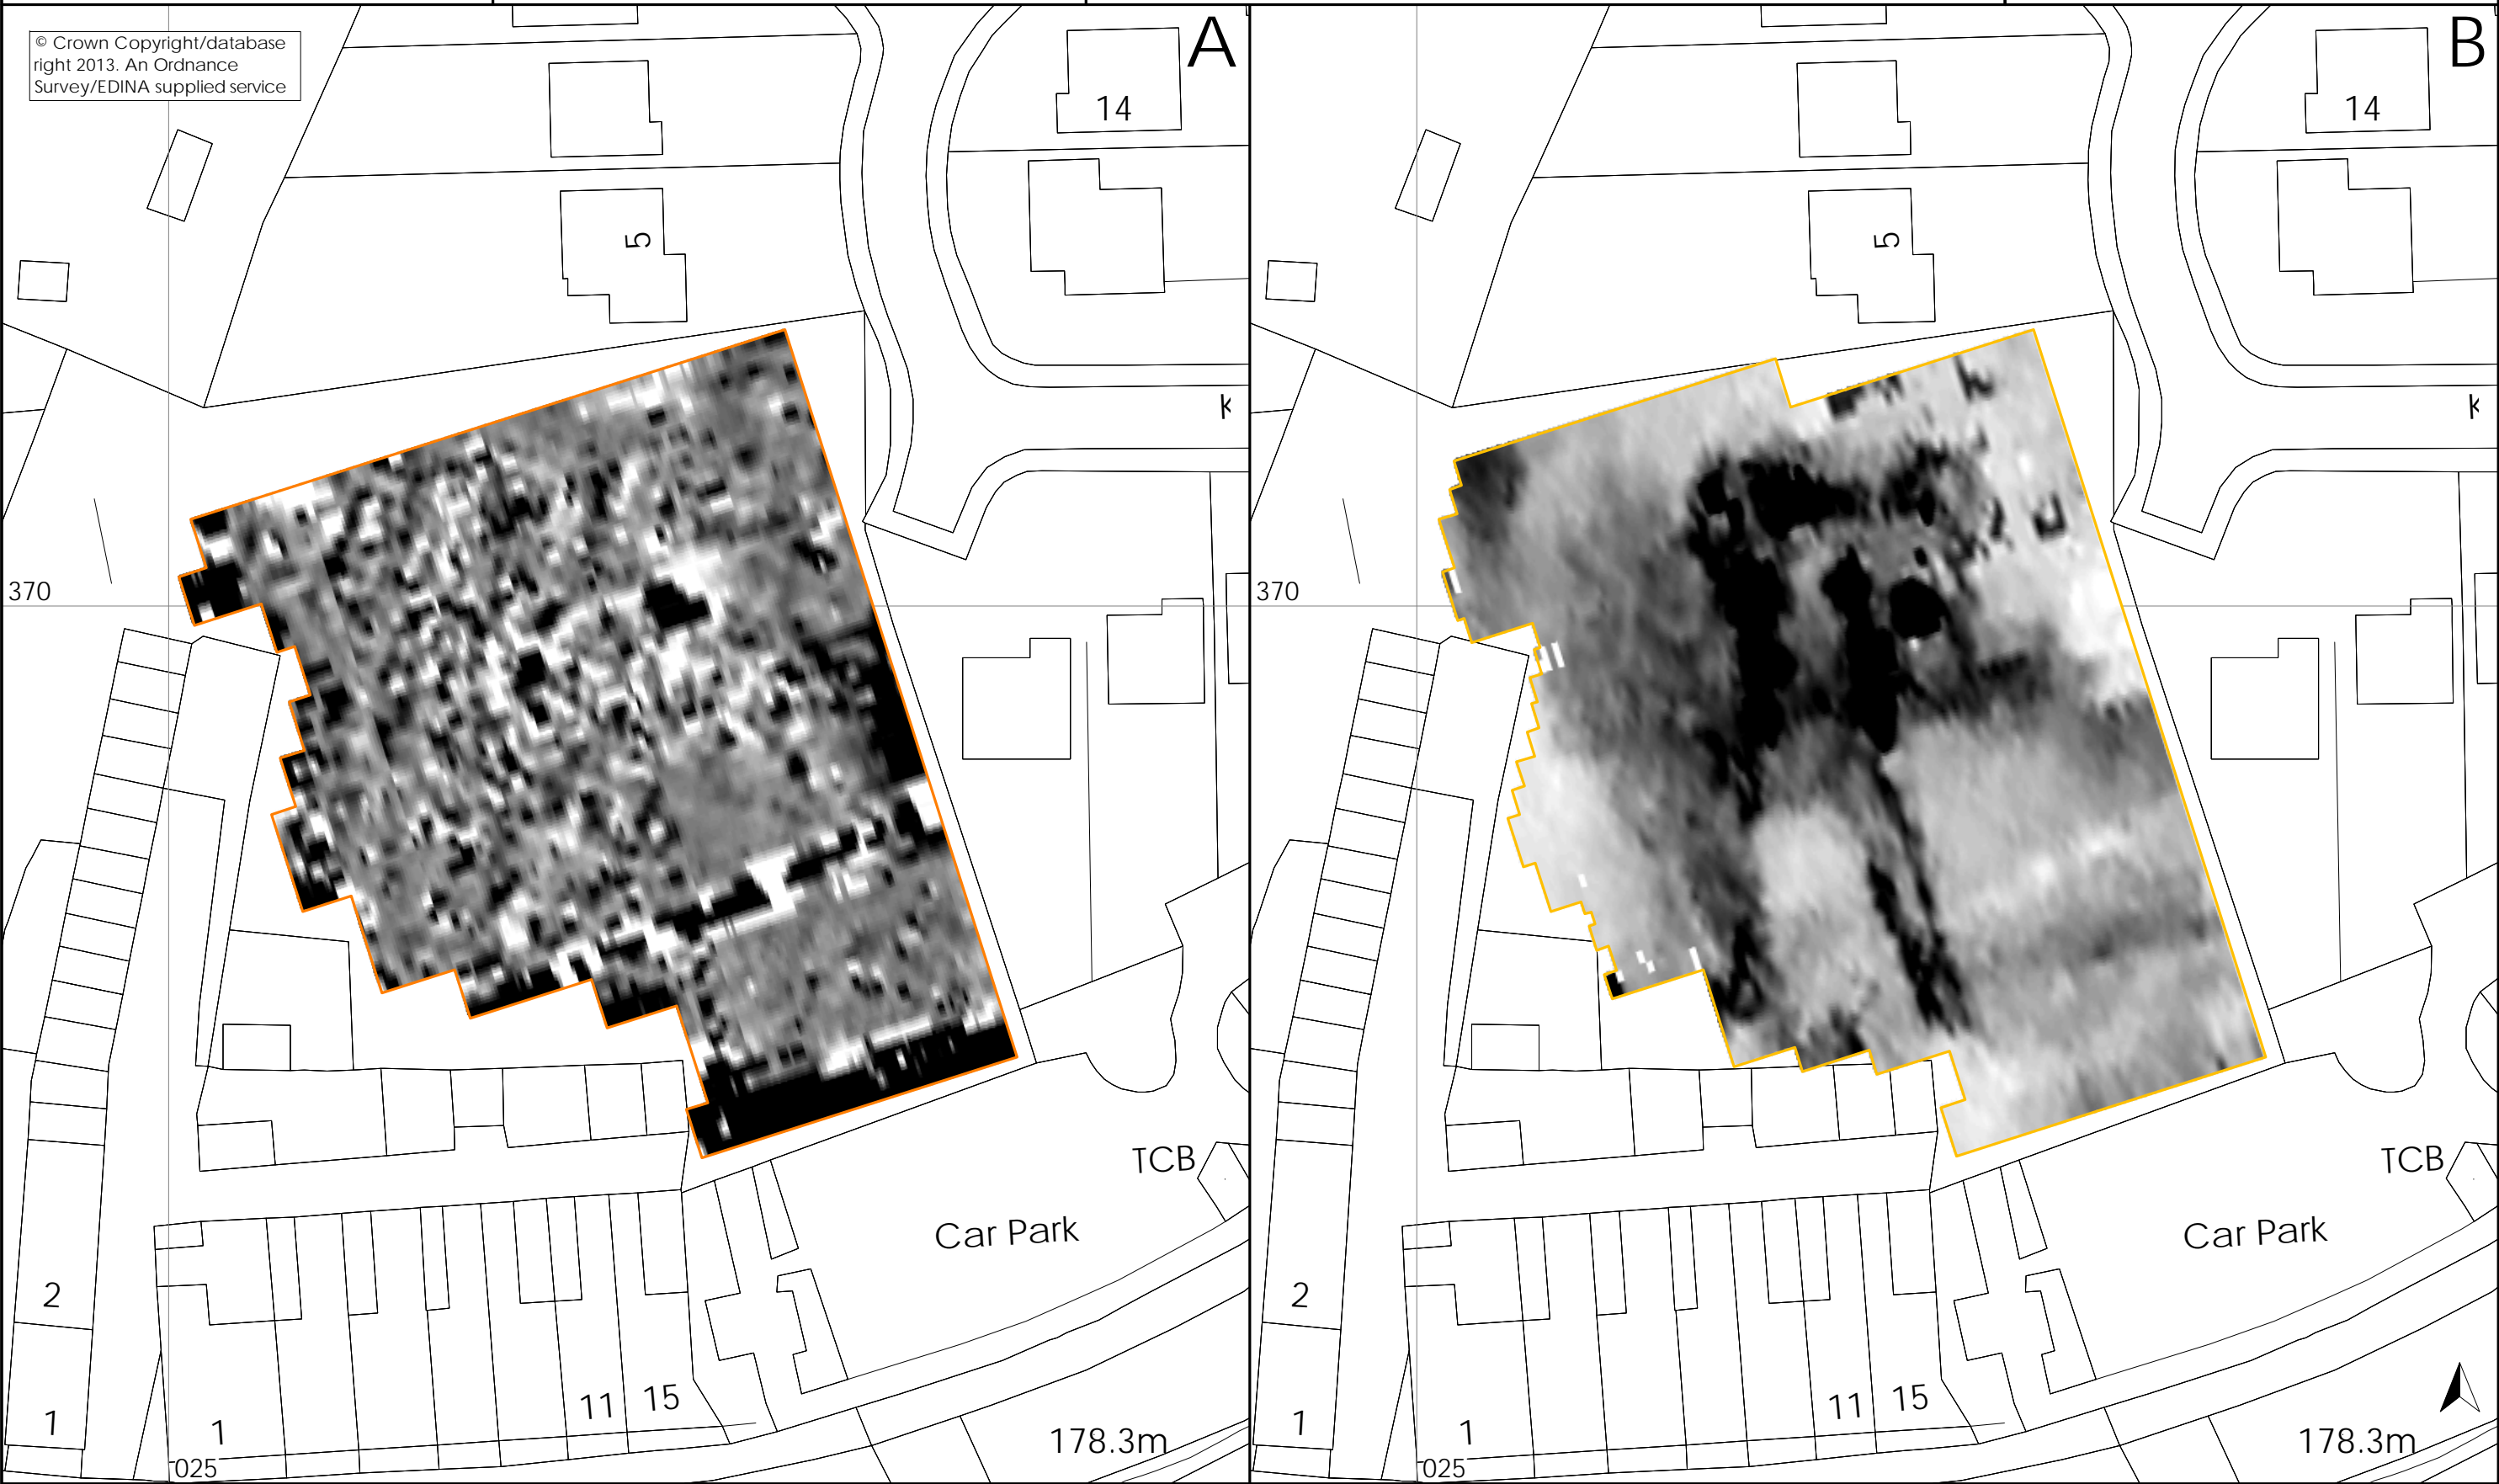 © Crown Copyright/database
right 2013. An Ordnance
Survey/EDINA supplied service
A
14
5
K
370
TCB
Car Park
2
1
1
11
15
178.3m
025
B
14
5
K
370
TCB
Car Park
2
1
1
11
15
178.3m
025